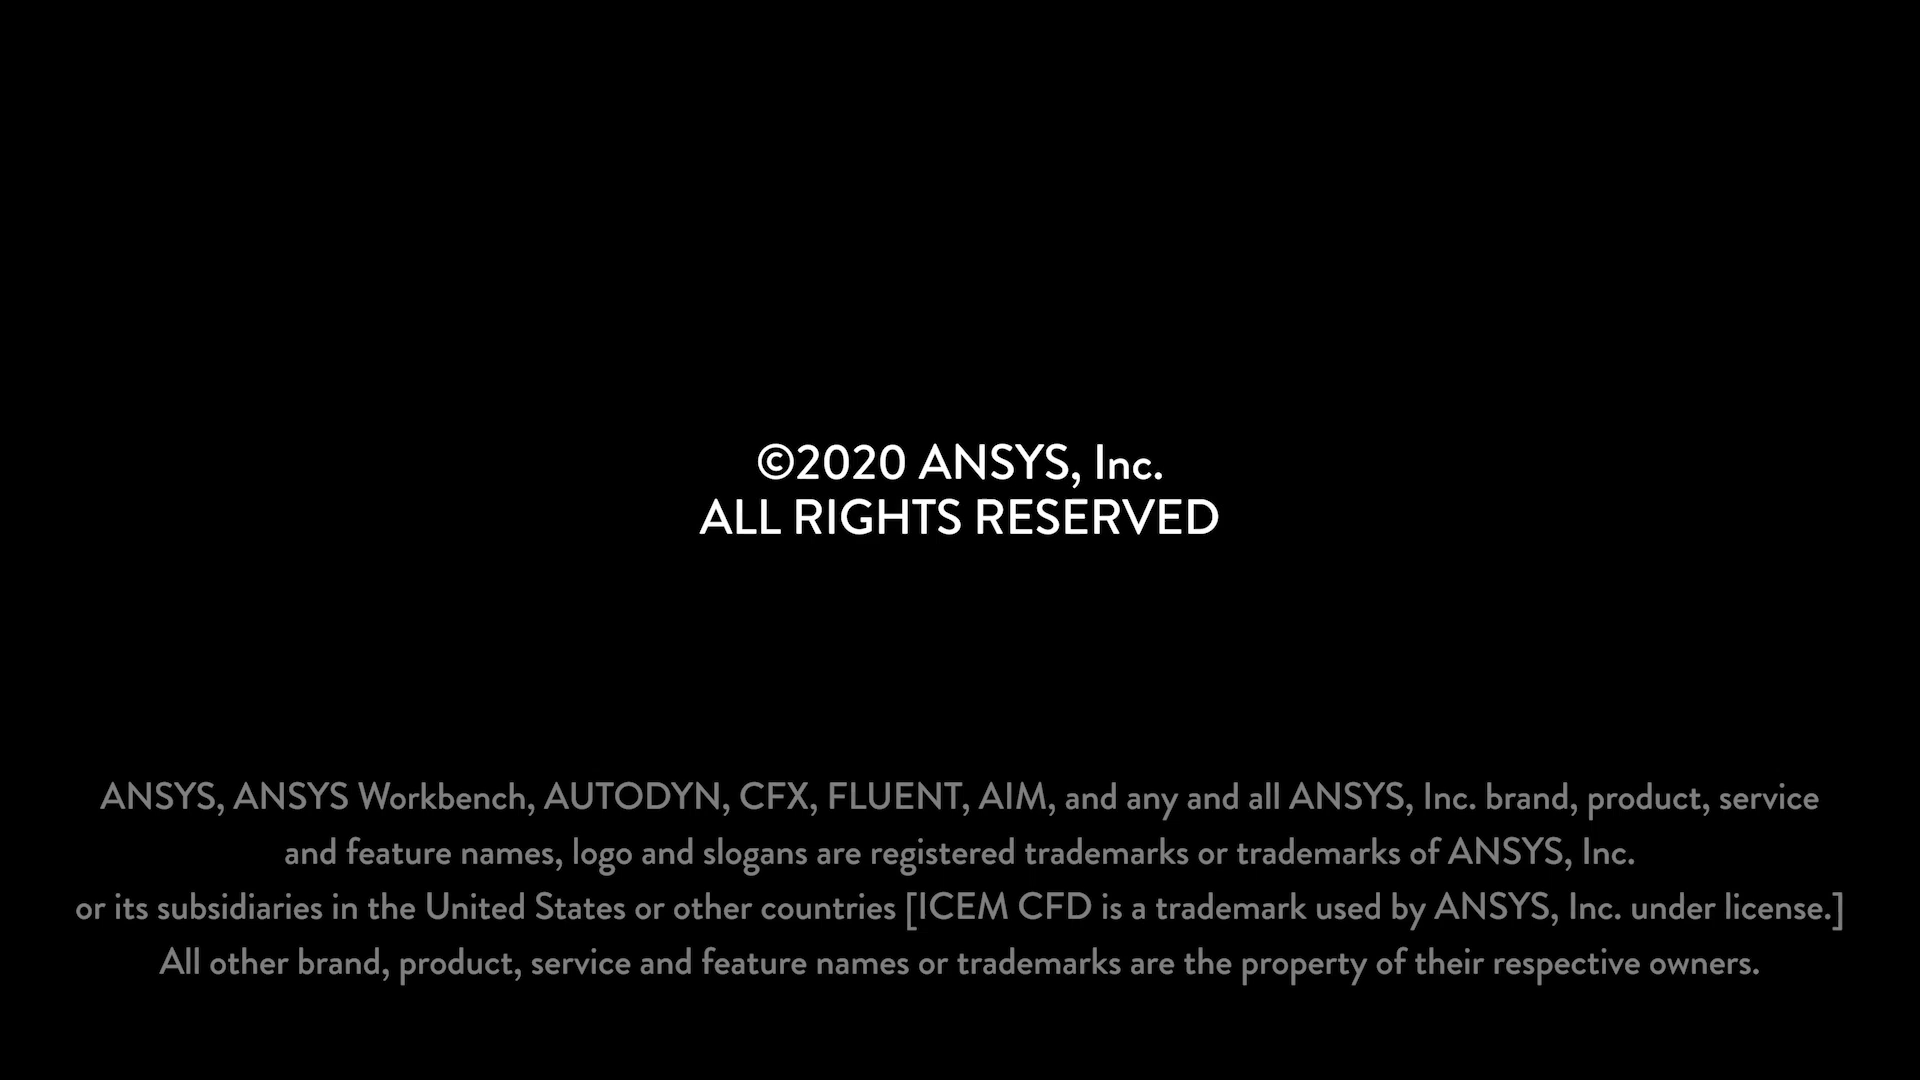 ©2020 ANSYS, Inc.
ALL RIGHTS RESERVED
ANSYS, ANSYS Workbench, AUTODYN, CFX, FLUENT, AIM, and any and all ANSYS, Inc. brand, product, service
and feature names, logo and slogans are registered trademarks or trademarks of ANSYS, Inc.
or its subsidiaries in the United States or other countries [ICEM CFD is a trademark used by ANSYS, Inc. under license.]
All other brand, product, service and feature names or trademarks are the property of their respective owners.